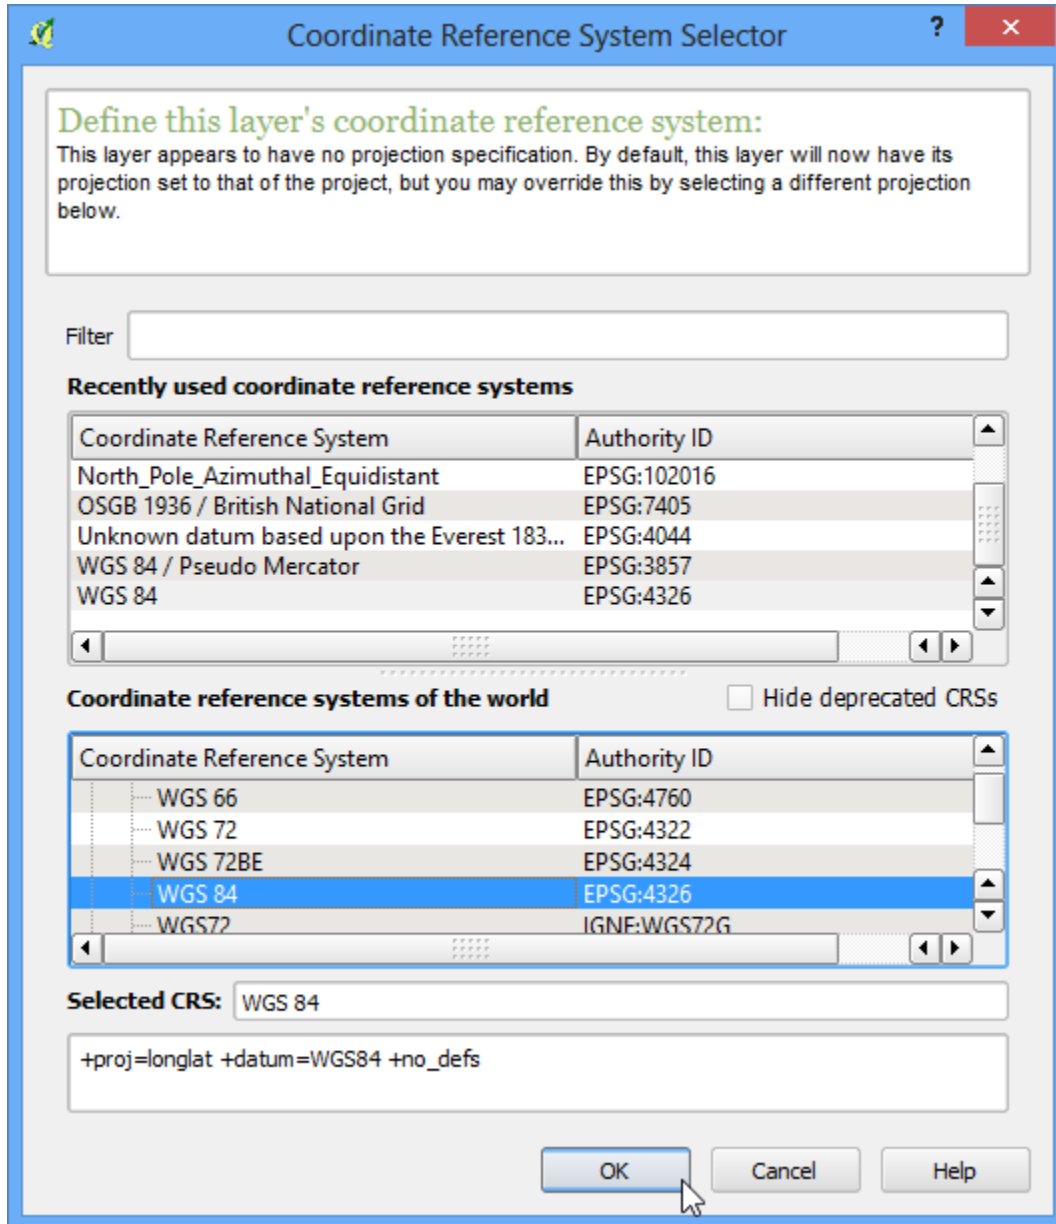 Coordinate Reference System Selector
?
×
Define this layer's coordinate reference system:
This layer appears to have no projection specification. By default, this layer will now have its
projection set to that of the project, but you may override this by selecting a different projection
below.
Filter
Recently used coordinate reference systems
Coordinate Reference System Authority ID
North_Pole_Azimuthal_Equidistant EPSG:102016
OSGB 1936 / British National Grid EPSG:7405
Unknown datum based upon the Everest 183... EPSG:4044
WGS 84 / Pseudo Mercator EPSG:3857
WGS 84 EPSG:4326
Coordinate reference systems of the world Hide deprecated CRSs
Coordinate Reference System Authority ID
WGS 66 EPSG:4760
WGS 72 EPSG:4322
WGS 72BE EPSG:4324
WGS 84 EPSG:4326
WGS72 IGNF:WGS72G
Selected CRS: WGS 84
+proj=longlat +datum=WGS84 +no_defs
OK Cancel Help